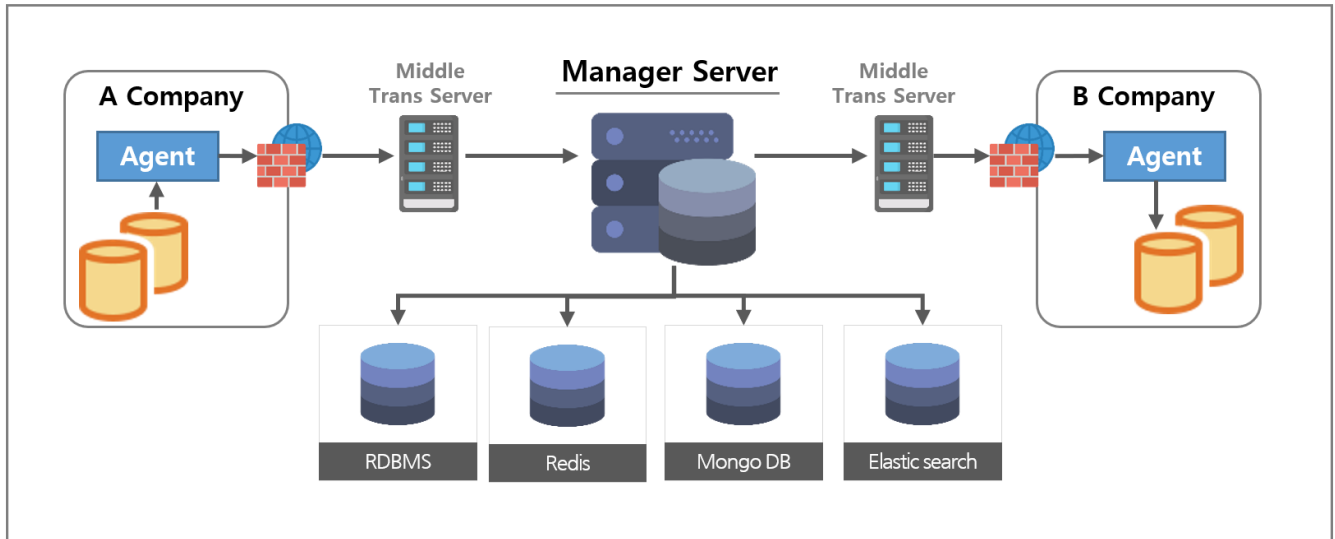 A Company
Agent
Middle
Trans Server
Manager Server
Middle
Trans Server
B Company
Agent
RDBMS
Redis
Mongo DB
Elastic search